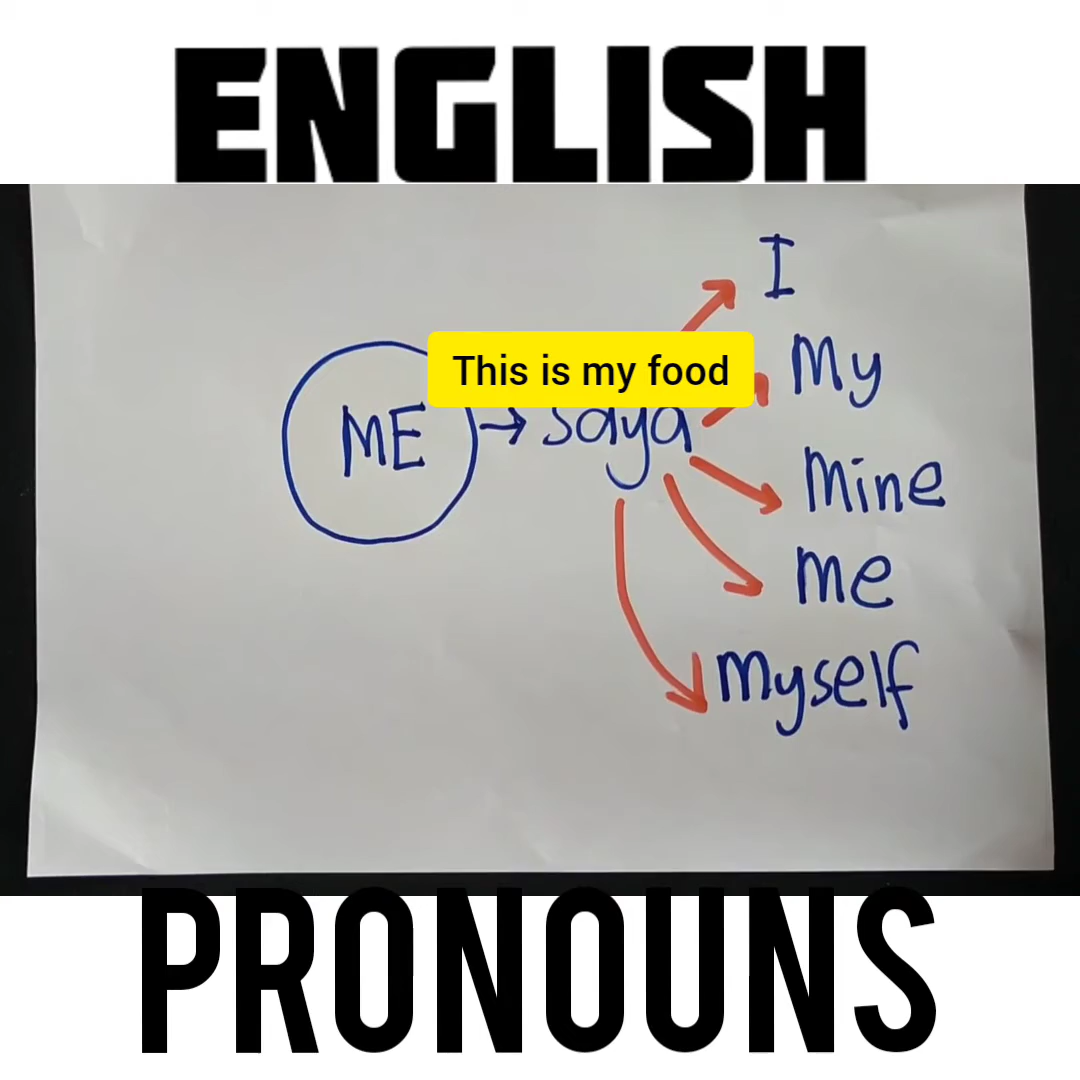 ENGLISH
I
This is my food
My
ME → saya
Mine
me
Myself
PRONOUNS